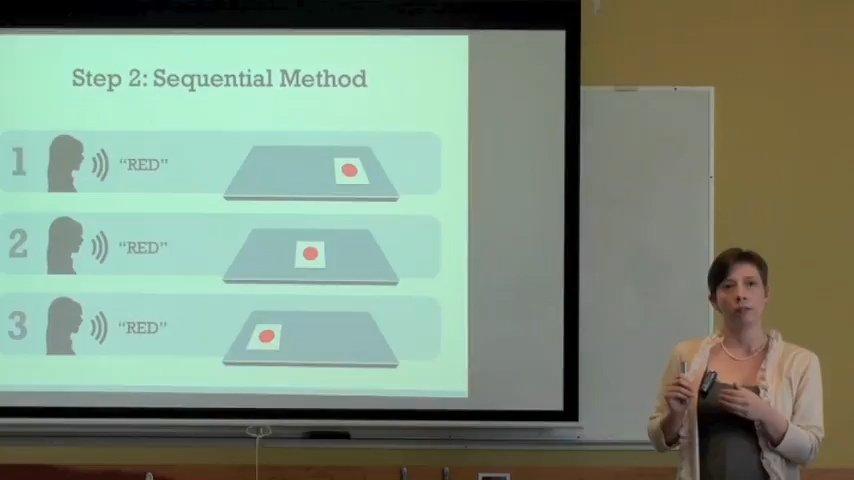 Step 2: Sequential Method
1 "RED"
2 "RED"
3 "RED"